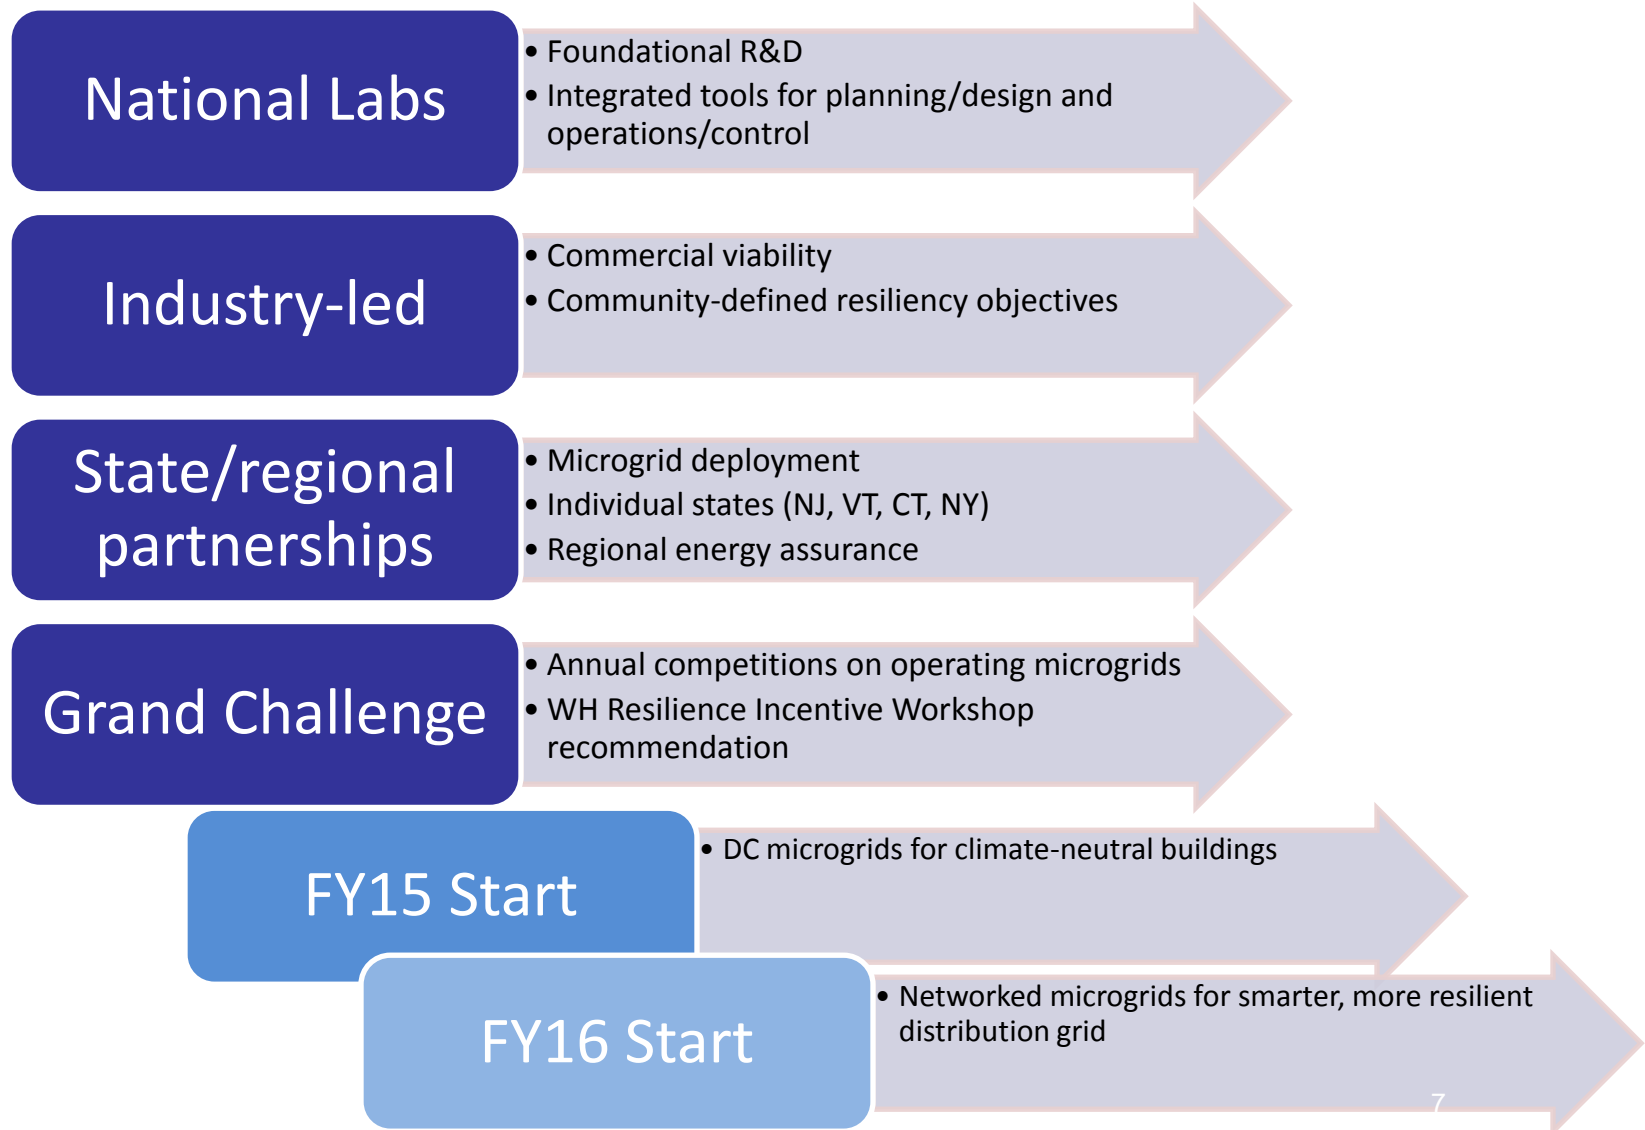 National Labs
• Foundational R&D
• Integrated tools for planning/design and
operations/control
Industry-led
• Commercial viability
• Community-defined resiliency objectives
State/regional
partnerships
• Microgrid deployment
• Individual states (NJ, VT, CT, NY)
• Regional energy assurance
Grand Challenge
• Annual competitions on operating microgrids
• WH Resilience Incentive Workshop
recommendation
FY15 Start
• DC microgrids for climate-neutral buildings
FY16 Start
• Networked microgrids for smarter, more resilient
distribution grid
7